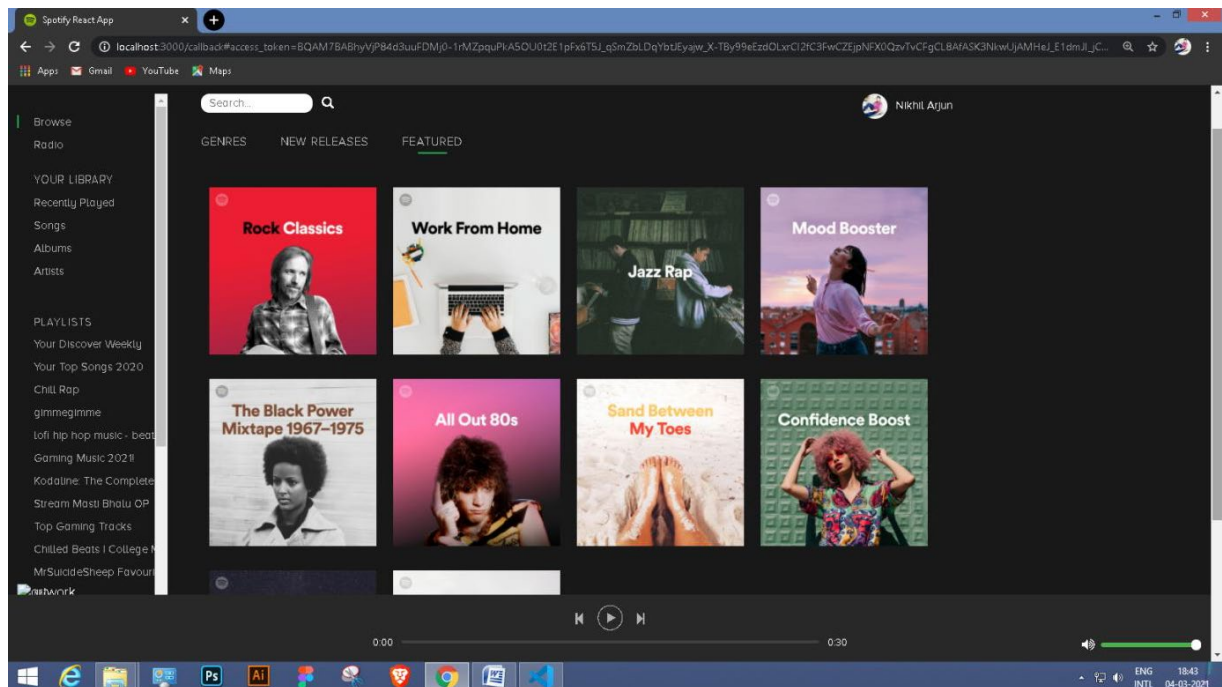 Spotify React App
localhost:3000/callback#access_token=
Apps
Gmail
YouTube
Maps
Search...
Nikhil Arjun
Browse
Radio
GENRES
NEW RELEASES
FEATURED
YOUR LIBRARY
Recently Played
Songs
Albums
Artists
PLAYLISTS
Your Discover Weekly
Your Top Songs 2020
Chill Rap
gimmegimme
lofi hip hop music - beat
Gaming Music 2021!
Kodaline: The Complete
Stream Masti Bhalu OP
Top Gaming Tracks
Chilled Beats I College
MrSuicideSheep Favouri
artwork
Rock Classics
Work From Home
Jazz Rap
Mood Booster
The Black Power
Mixtape 1967–1975
All Out 80s
Sand Between
My Toes
Confidence Boost
0:00
0:30
Ps
Ai
ENG
INTL
18:43
04-03-2021